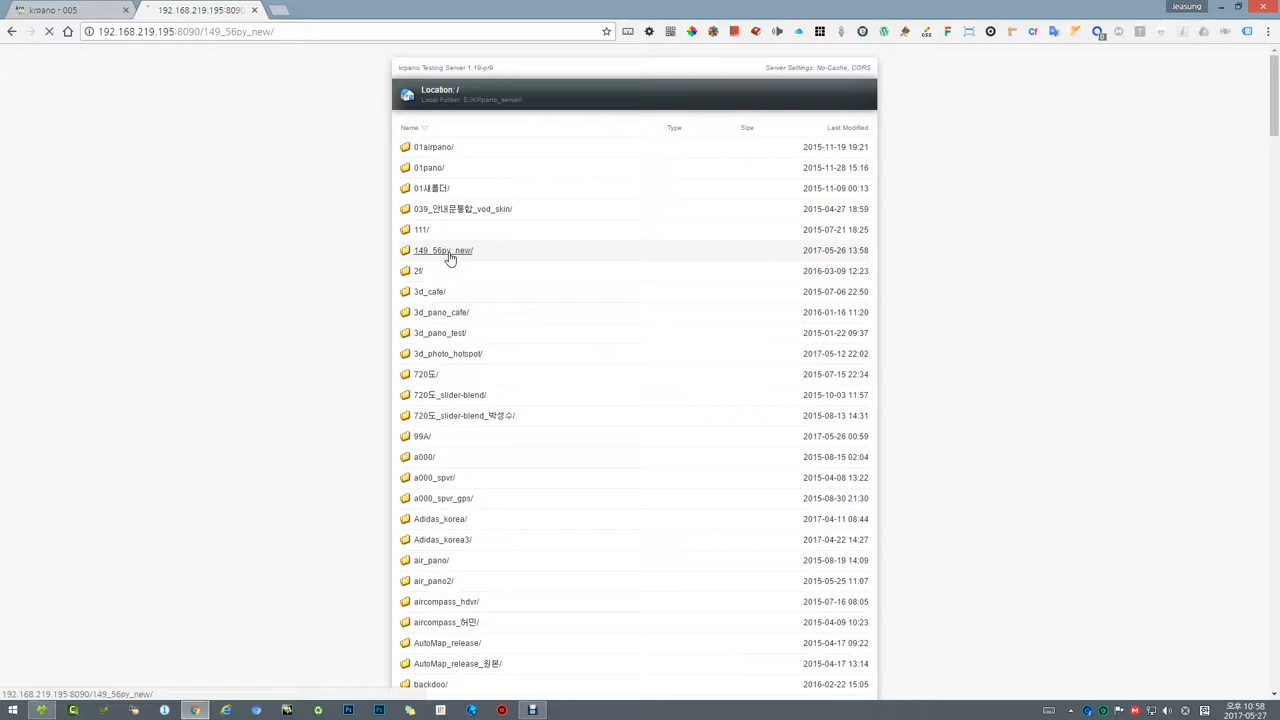 krpano - 005
192.168.219.195:8090/
Jeasung
192.168.219.195:8090/149_56py_new/
krpano Testing Server 1.19-pr9
Server Settings: No-Cache, CORS
Location: /
Local Folder: E:\KRpano_server\
Name Type Size Last Modified
01airpano/ 2015-11-19 19:21
01pano/ 2015-11-28 15:16
01새폴더/ 2015-11-09 00:13
039_안내문통합_vod_skin/ 2015-04-27 18:59
111/ 2015-07-21 18:25
149_56py_new/ 2017-05-26 13:58
2f/ 2016-03-09 12:23
3d_cafe/ 2015-07-06 22:50
3d_pano_cafe/ 2016-01-16 11:20
3d_pano_test/ 2015-01-22 09:37
3d_photo_hotspot/ 2017-05-12 22:02
720도/ 2015-07-15 22:34
720도_slider-blend/ 2015-10-03 11:57
720도_slider-blend_박성수/ 2015-08-13 14:31
99A/ 2017-05-26 00:59
a000/ 2015-08-15 02:04
a000_spvr/ 2015-04-08 13:22
a000_spvr_gps/ 2015-08-30 21:30
Adidas_korea/ 2017-04-11 08:44
Adidas_korea3/ 2017-04-22 14:27
air_pano/ 2015-08-19 14:09
air_pano2/ 2015-05-25 11:07
aircompass_hdvr/ 2015-07-16 08:05
aircompass_허민/ 2015-04-09 10:23
AutoMap_release/ 2015-04-17 09:22
AutoMap_release_원본/ 2015-04-17 13:14
backdoo/ 2016-02-22 15:05
192.168.219.195:8090/149_56py_new/
오후 10:58
2017-05-27